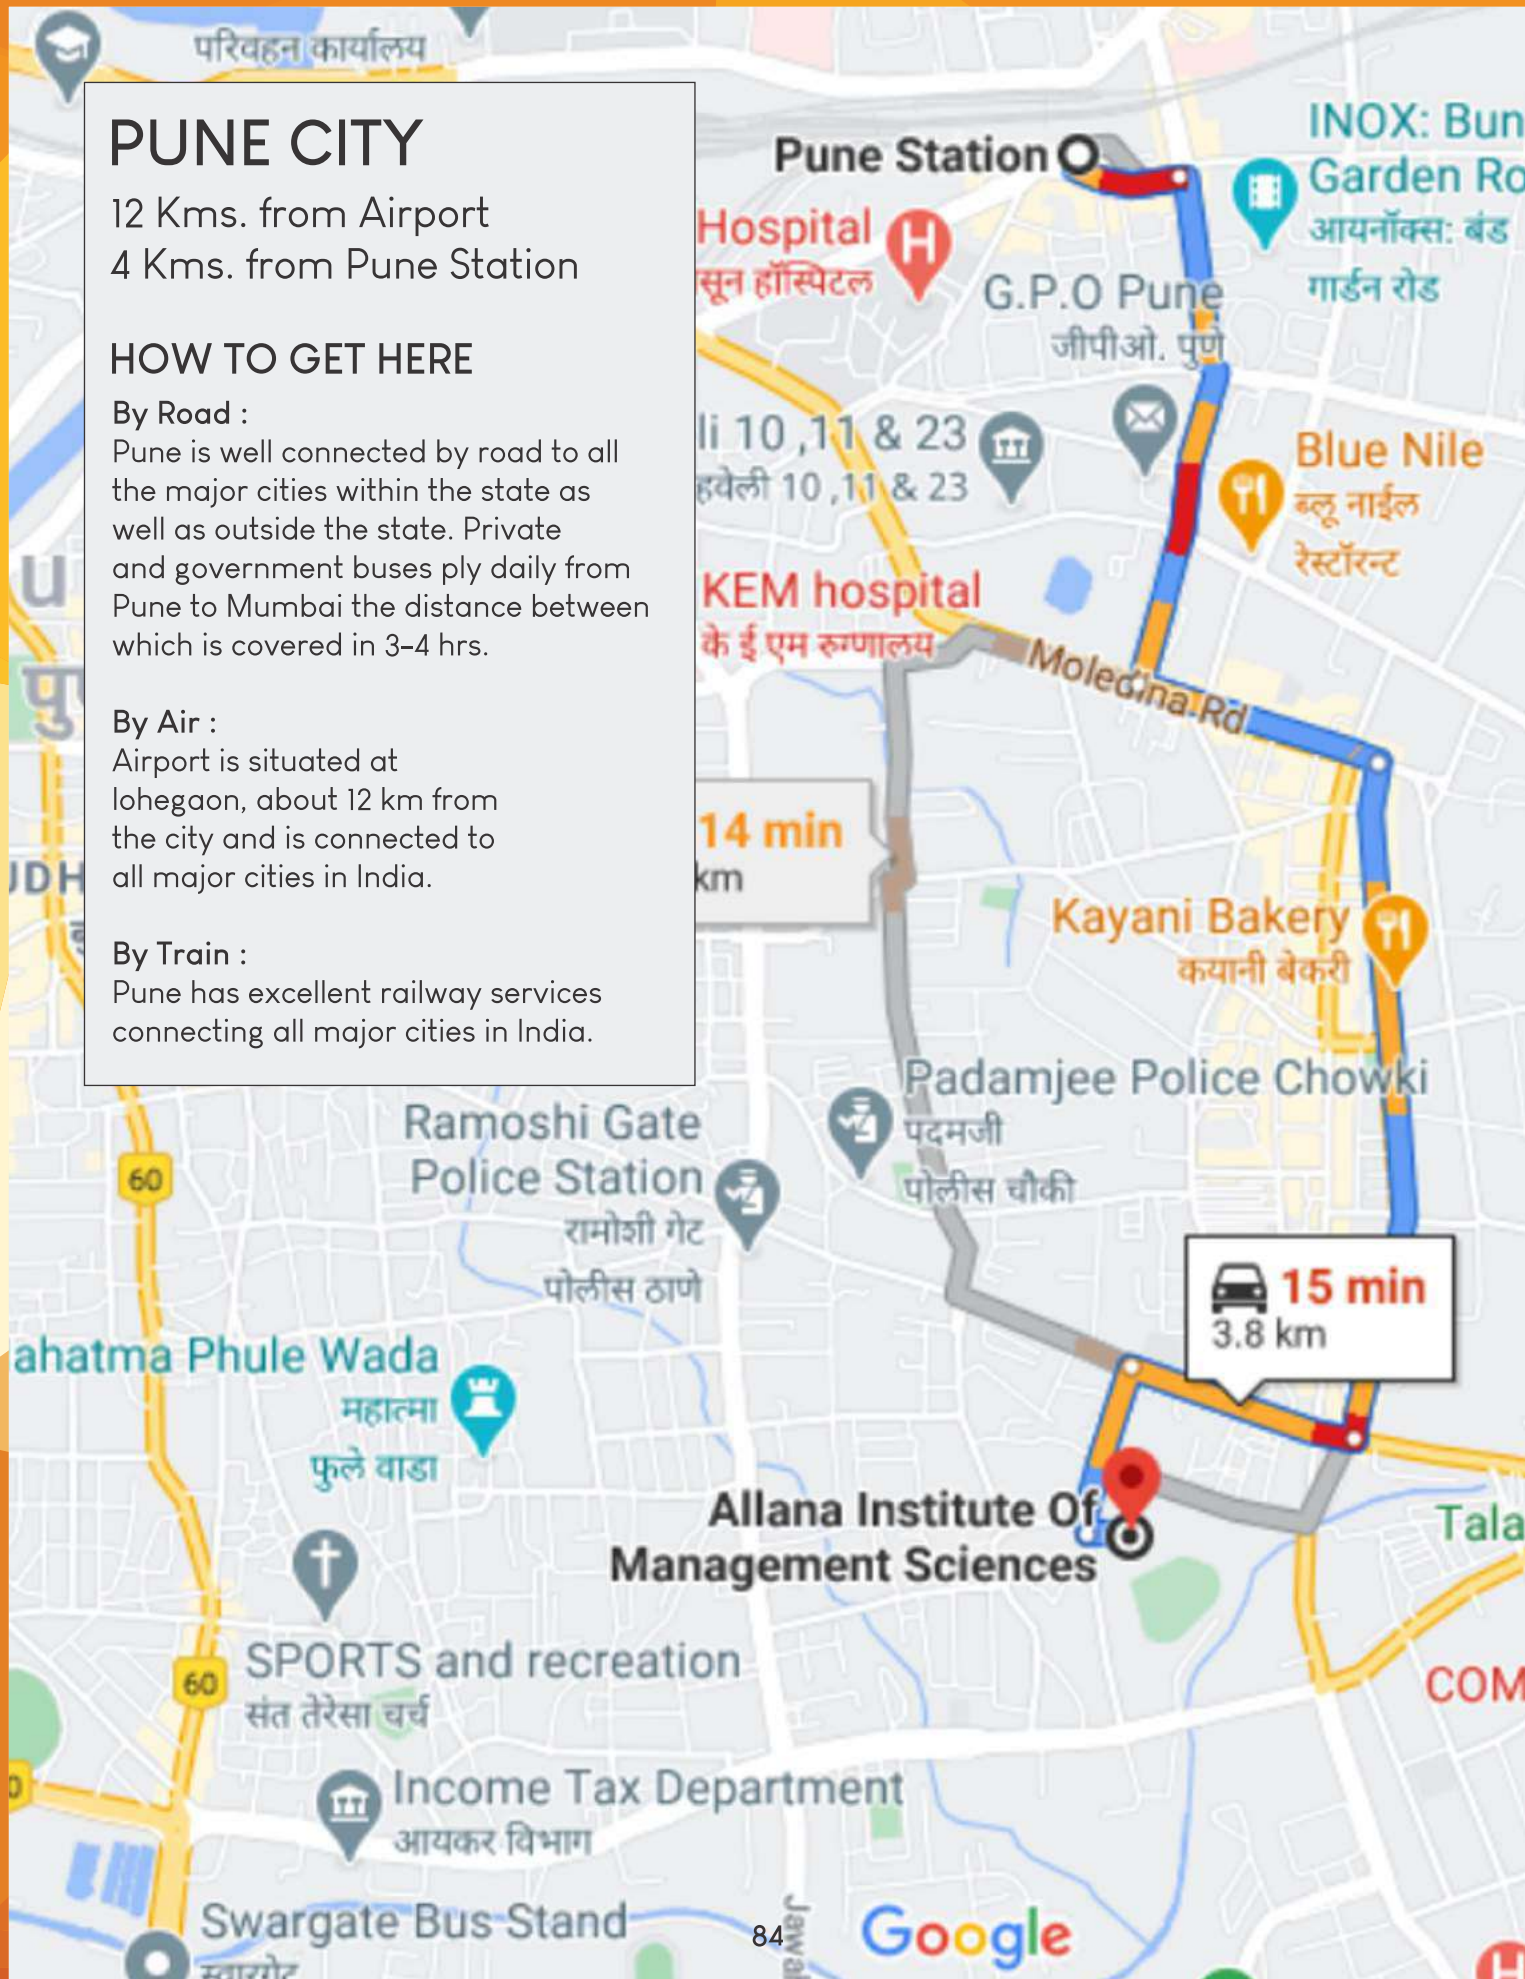 परिवहन कार्यालय
PUNE CITY
12 Kms. from Airport
4 Kms. from Pune Station
HOW TO GET HERE
By Road :
Pune is well connected by road to all
the major cities within the state as
well as outside the state. Private
and government buses ply daily from
Pune to Mumbai the distance between
which is covered in 3-4 hrs.
By Air :
Airport is situated at
lohegaon, about 12 km from
the city and is connected to
all major cities in India.
By Train :
Pune has excellent railway services
connecting all major cities in India.
Pune Station
INOX: Bun
Garden Ro
आयनॉक्स: बंड
गार्डन रोड
Hospital
सून हॉस्पिटल
G.P.O Pune
जीपीओ. पुणे
li 10 ,11 & 23
हवेली 10 ,11 & 23
Blue Nile
ब्लू नाईल
रेस्टॉरन्ट
KEM hospital
के ई एम रुग्णालय
Moledina Rd
14 min
km
Kayani Bakery
कयानी बेकरी
Padamjee Police Chowki
पदमजी
पोलीस चौकी
Ramoshi Gate
Police Station
रामोशी गेट
पोलीस ठाणे
60
15 min
3.8 km
ahatma Phule Wada
महात्मा
फुले वाडा
Allana Institute Of
Management Sciences
Tala
SPORTS and recreation
संत तेरेसा चर्च
60
COM
Income Tax Department
आयकर विभाग
Swargate Bus Stand
स्वारगेट
84
Jawal
Google